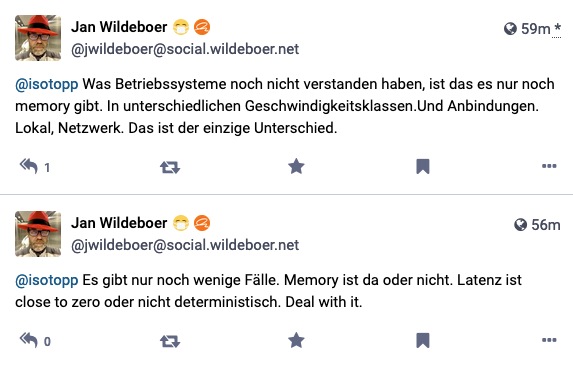 Jan Wildeboer
59m *
@jwildeboer@social.wildeboer.net
@isotopp Was Betriebssysteme noch nicht verstanden haben, ist das es nur noch
memory gibt. In unterschiedlichen Geschwindigkeitsklassen.Und Anbindungen.
Lokal, Netzwerk. Das ist der einzige Unterschied.
1
Jan Wildeboer
56m
@jwildeboer@social.wildeboer.net
@isotopp Es gibt nur noch wenige Fälle. Memory ist da oder nicht. Latenz ist
close to zero oder nicht deterministisch. Deal with it.
0